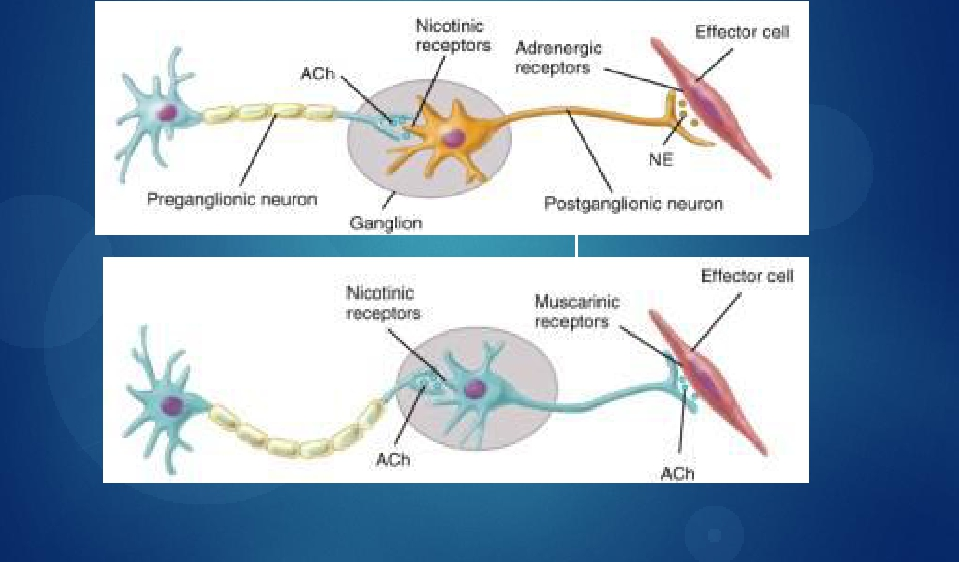 Nicotinic
receptors
Effector cell
Adrenergic
receptors
ACh
NE
Preganglionic neuron
Postganglionic neuron
Ganglion
Effector cell
Nicotinic
receptors
Muscarinic
receptors
ACh
ACh